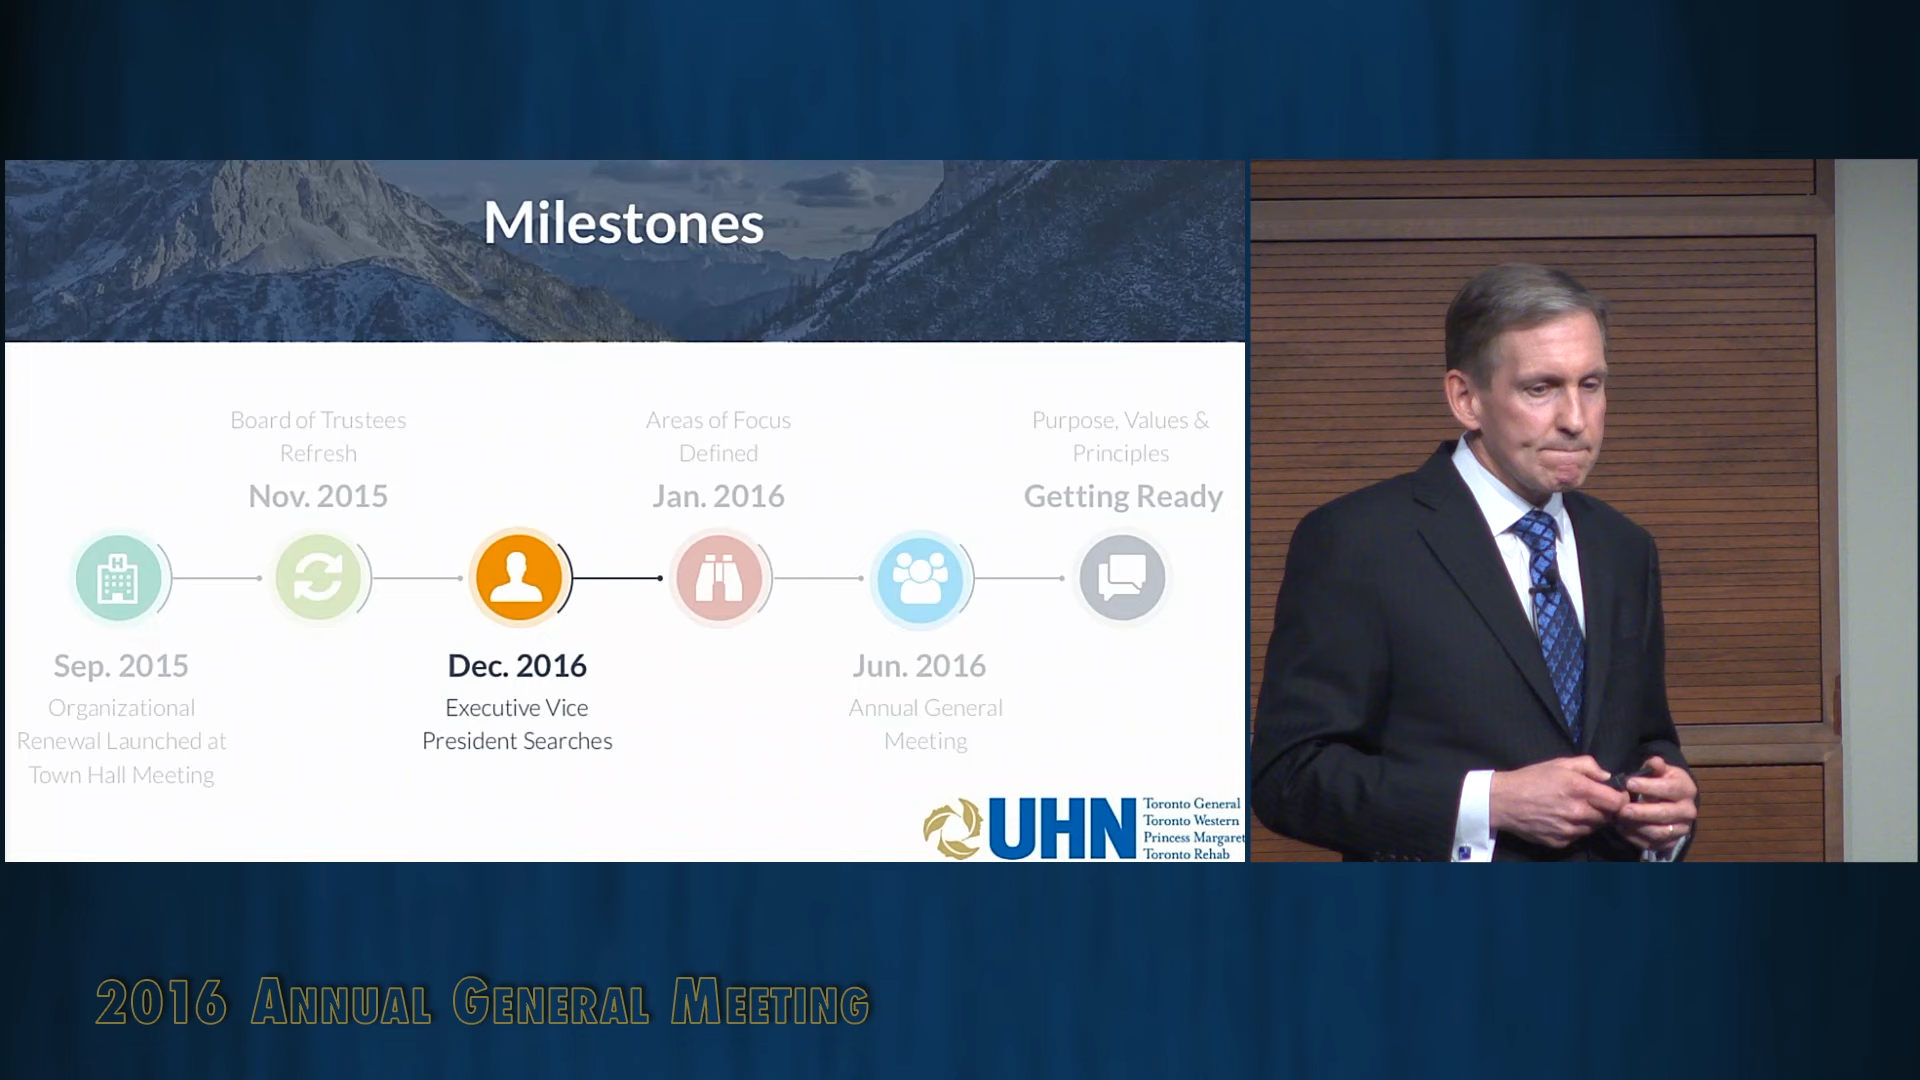 Milestones
Board of Trustees
Refresh
Nov. 2015
Areas of Focus
Defined
Jan. 2016
Purpose, Values &
Principles
Getting Ready
H
Sep. 2015
Organizational
Renewal Launched at
Town Hall Meeting
Dec. 2016
Executive Vice
President Searches
Jun. 2016
Annual General
Meeting
UHN
Toronto General
Toronto Western
Princess Margaret
Toronto Rehab
2016 ANNUAL GENERAL MEETING